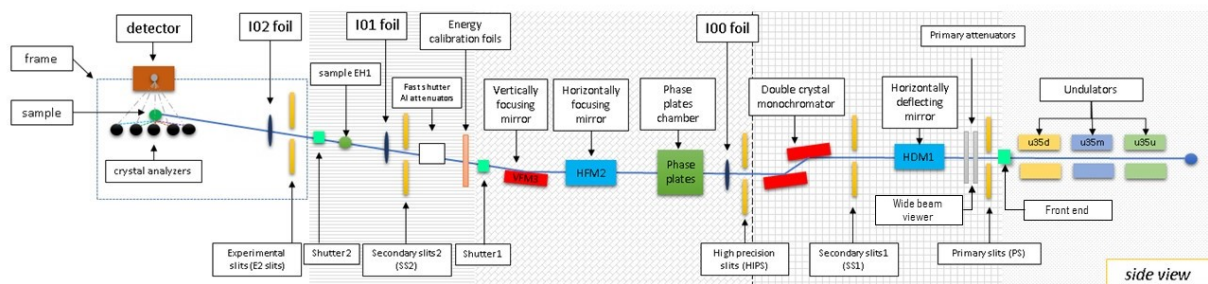 frame
detector
I02 foil
I01 foil
Energy
calibration foils
I00 foil
Primary attenuators
sample
sample EH1
Fast shutter
Al attenuators
Vertically
focusing
mirror
Horizontally
focusing
mirror
Phase
plates
chamber
Double crystal
monochromator
Horizontally
deflecting
mirror
Undulators
u35d
u35m
u35u
VFM3
HFM2
Phase
plates
HDM1
crystal analyzers
Wide beam
viewer
Front end
Experimental
slits (E2 slits)
Shutter 2
Secondary slits2
(SS2)
Shutter1
High precision
slits (HIPS)
Secondary slits1
(SS1)
Primary slits (PS)
side view